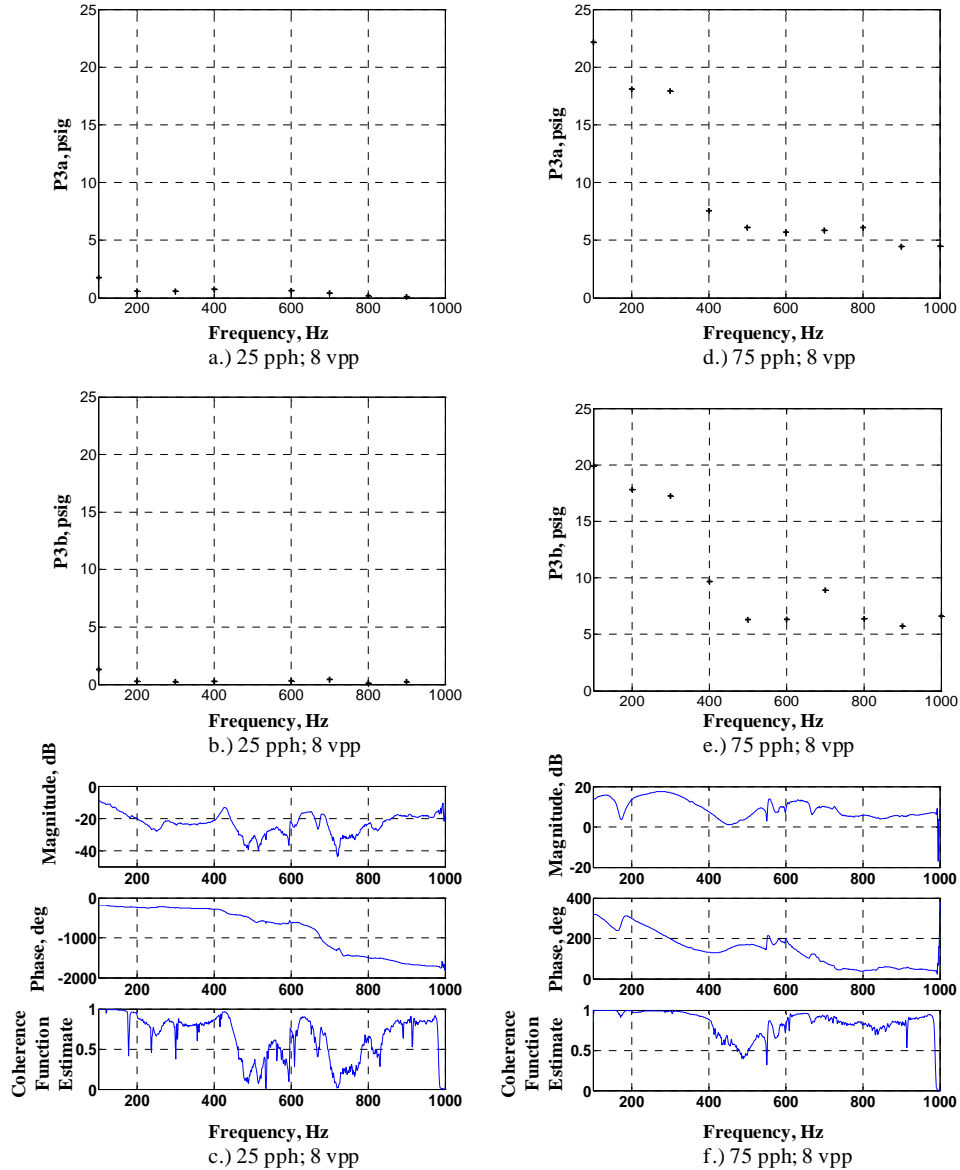 25
20
15
10
5
0
P3a, psig
200 400 600 800 1000
Frequency, Hz
a.) 25 pph; 8 vpp
25
20
15
10
5
0
P3a, psig
200 400 600 800 1000
Frequency, Hz
d.) 75 pph; 8 vpp
25
20
15
10
5
0
P3b, psig
200 400 600 800 1000
Frequency, Hz
b.) 25 pph; 8 vpp
25
20
15
10
5
0
P3b, psig
200 400 600 800 1000
Frequency, Hz
e.) 75 pph; 8 vpp
Magnitude, dB
0
-20
-40
200 400 600 800 1000
Phase, deg
0
-1000
-2000
200 400 600 800 1000
Coherence
Function
Estimate
1
0.5
0
200 400 600 800 1000
Frequency, Hz
c.) 25 pph; 8 vpp
Magnitude, dB
20
0
-20
200 400 600 800 1000
Phase, deg
400
200
0
200 400 600 800 1000
Coherence
Function
Estimate
1
0.5
0
200 400 600 800 1000
Frequency, Hz
f.) 75 pph; 8 vpp